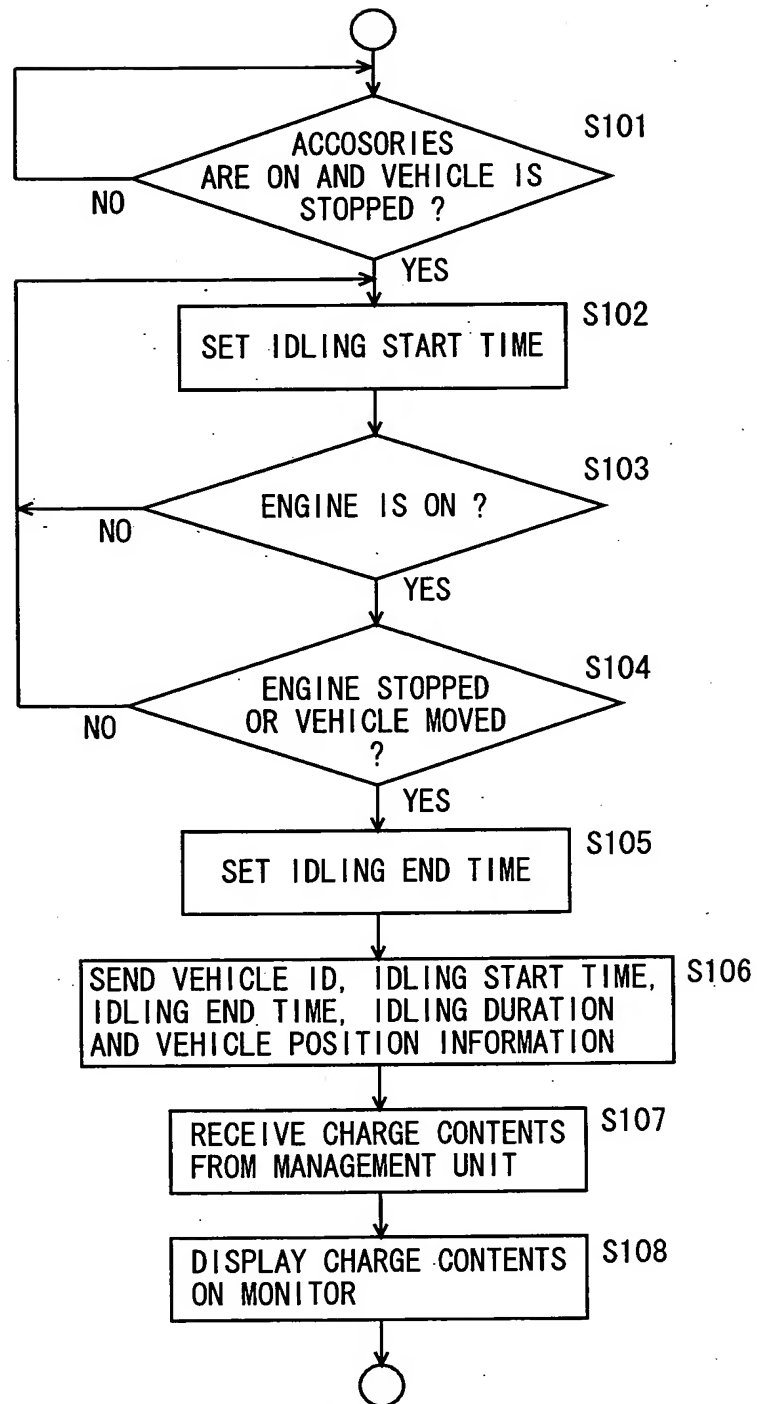 ACCOSORIES
ARE ON AND VEHICLE IS
STOPPED ?
S101
NO
YES
SET IDLING START TIME
S102
ENGINE IS ON ?
S103
NO
YES
ENGINE STOPPED
OR VEHICLE MOVED
?
S104
NO
YES
SET IDLING END TIME
S105
SEND VEHICLE ID, IDLING START TIME,
IDLING END TIME, IDLING DURATION
AND VEHICLE POSITION INFORMATION
S106
RECEIVE CHARGE CONTENTS
FROM MANAGEMENT UNIT
S107
DISPLAY CHARGE CONTENTS
ON MONITOR
S108